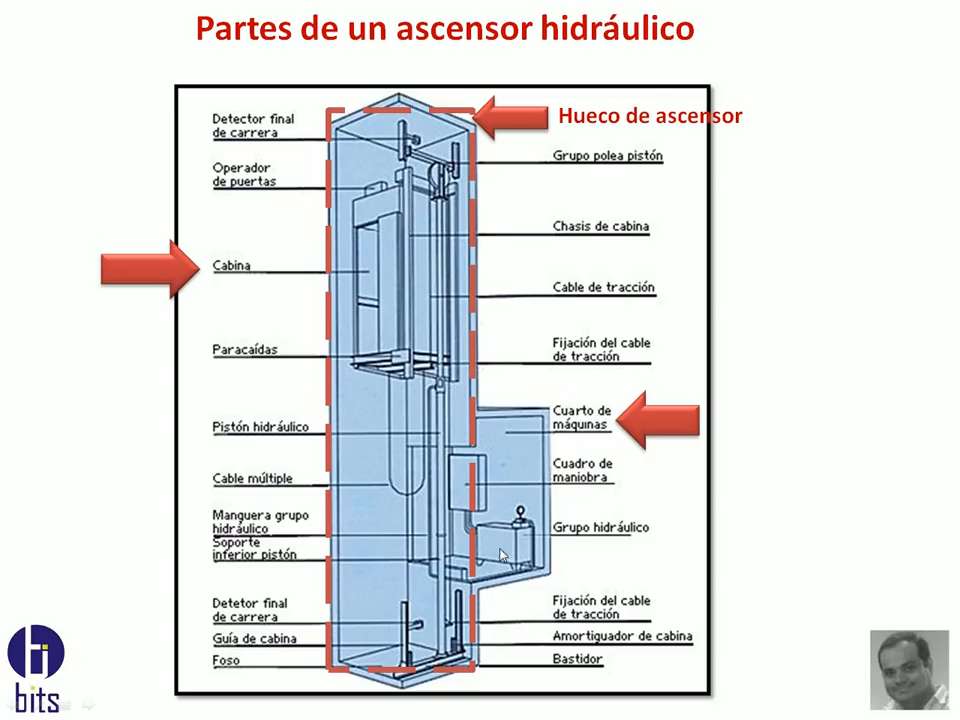 Partes de un ascensor hidráulico
Hueco de ascensor
Detector final
de carrera
Operador
de puertas
Cabina
Paracaídas
Pistón hidráulico
Cable múltiple
Manguera grupo
hidráulico
Soporte
inferior pistón
Detetor final
de carrera
Guía de cabina
Foso
Grupo polea pistón
Chasis de cabina
Cable de tracción
Fijación del cable
de tracción
Cuarto de
máquinas
Cuadro de
maniobra
Grupo hidráulico
Fijación del cable
de tracción
Amortiguador de cabina
Bastidor
bits